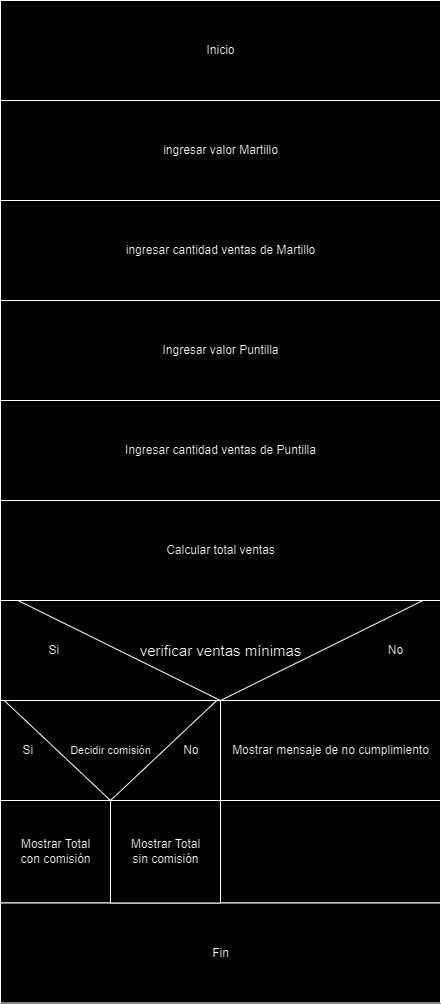 Inicio
ingresar valor Martillo
ingresar cantidad ventas de Martillo
Ingresar valor Puntilla
Ingresar cantidad ventas de Puntilla
Calcular total ventas
Si
verificar ventas mínimas
No
Si
Decidir comisión
No
Mostrar mensaje de no cumplimiento
Mostrar Total
con comisión
Mostrar Total
sin comisión
Fin